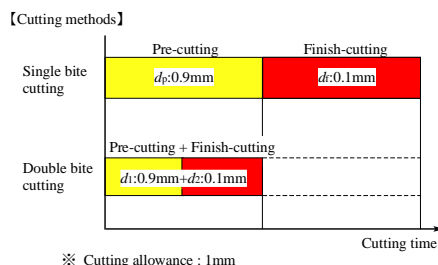 【Cutting methods】
Pre-cutting Finish-cutting
Single bite cutting
dp:0.9mm df:0.1mm
Pre-cutting + Finish-cutting
Double bite cutting
d1:0.9mm+d2:0.1mm
Cutting time
※ Cutting allowance : 1mm